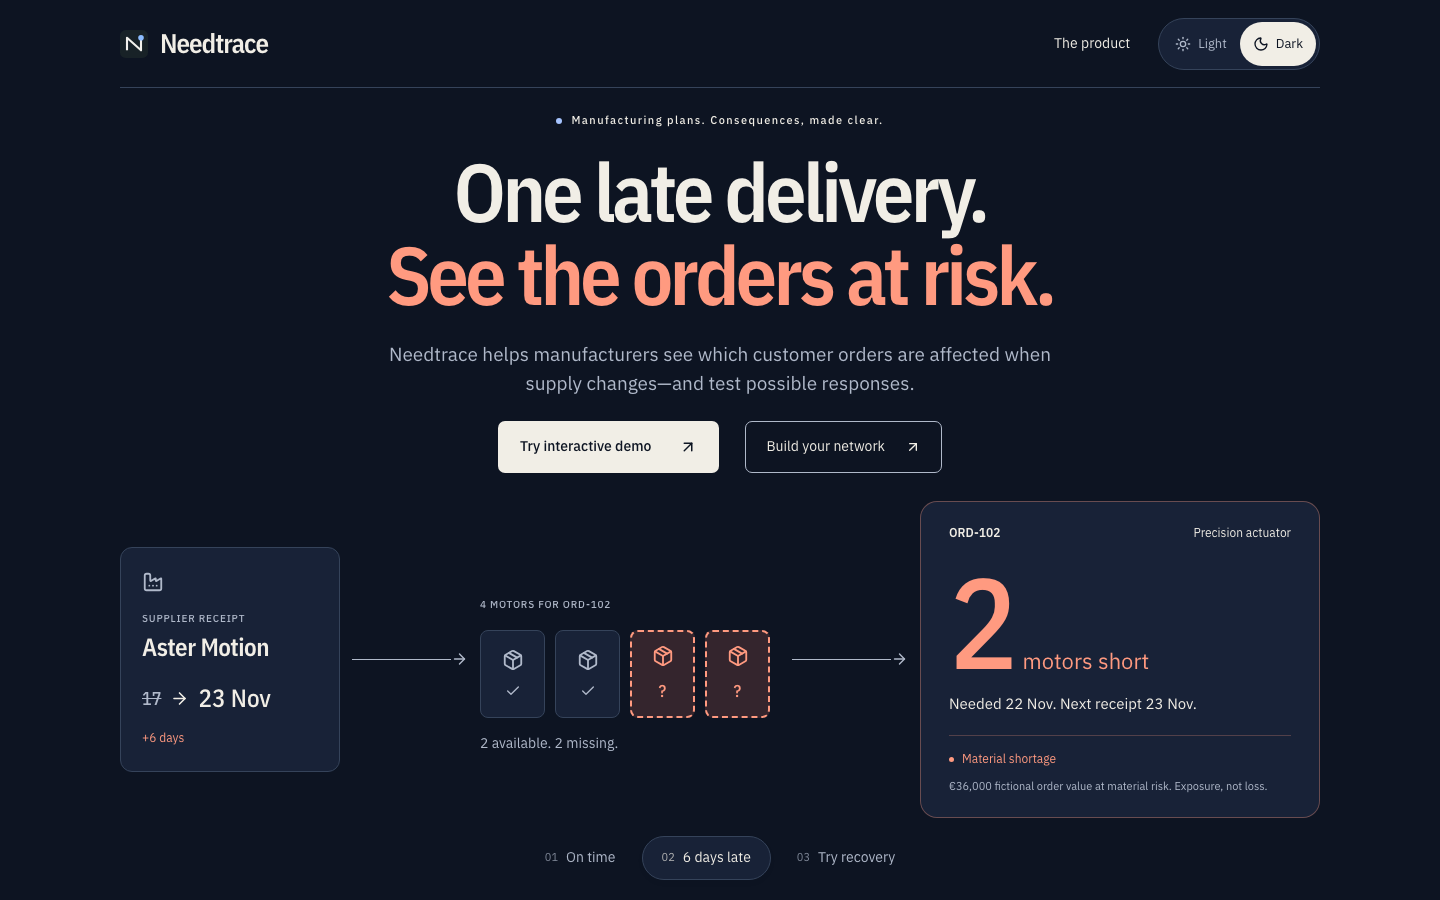 Needtrace
The product
Light
Dark
Manufacturing plans. Consequences, made clear.
One late delivery.
See the orders at risk.
Needtrace helps manufacturers see which customer orders are affected when
supply changes—and test possible responses.
Try interactive demo
Build your network
SUPPLIER RECEIPT
Aster Motion
17 → 23 Nov
+6 days
4 MOTORS FOR ORD-102
? ?
2 available. 2 missing.
ORD-102
Precision actuator
2 motors short
Needed 22 Nov. Next receipt 23 Nov.
Material shortage
€36,000 fictional order value at material risk. Exposure, not loss.
01 On time
02 6 days late
03 Try recovery